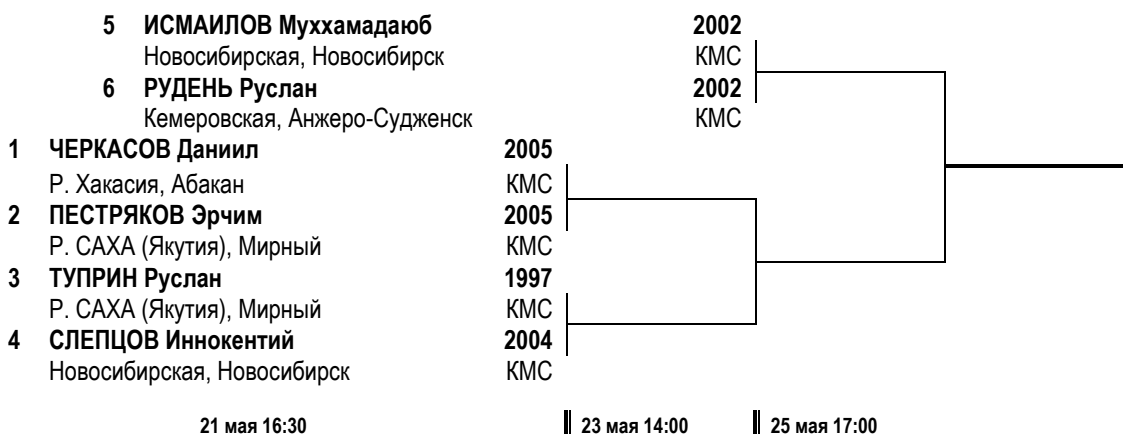 5 ИСМАИЛОВ Муххамадаюб 2002
Новосибирская, Новосибирск КМС
6 РУДЕНЬ Руслан 2002
Кемеровская, Анжеро-Судженск КМС
1 ЧЕРКАСОВ Даниил 2005
Р. Хакасия, Абакан КМС
2 ПЕСТРЯКОВ Эрчим 2005
Р. САХА (Якутия), Мирный КМС
3 ТУПРИН Руслан 1997
Р. САХА (Якутия), Мирный КМС
4 СЛЕПЦОВ Иннокентий 2004
Новосибирская, Новосибирск КМС
21 мая 16:30 23 мая 14:00 25 мая 17:00